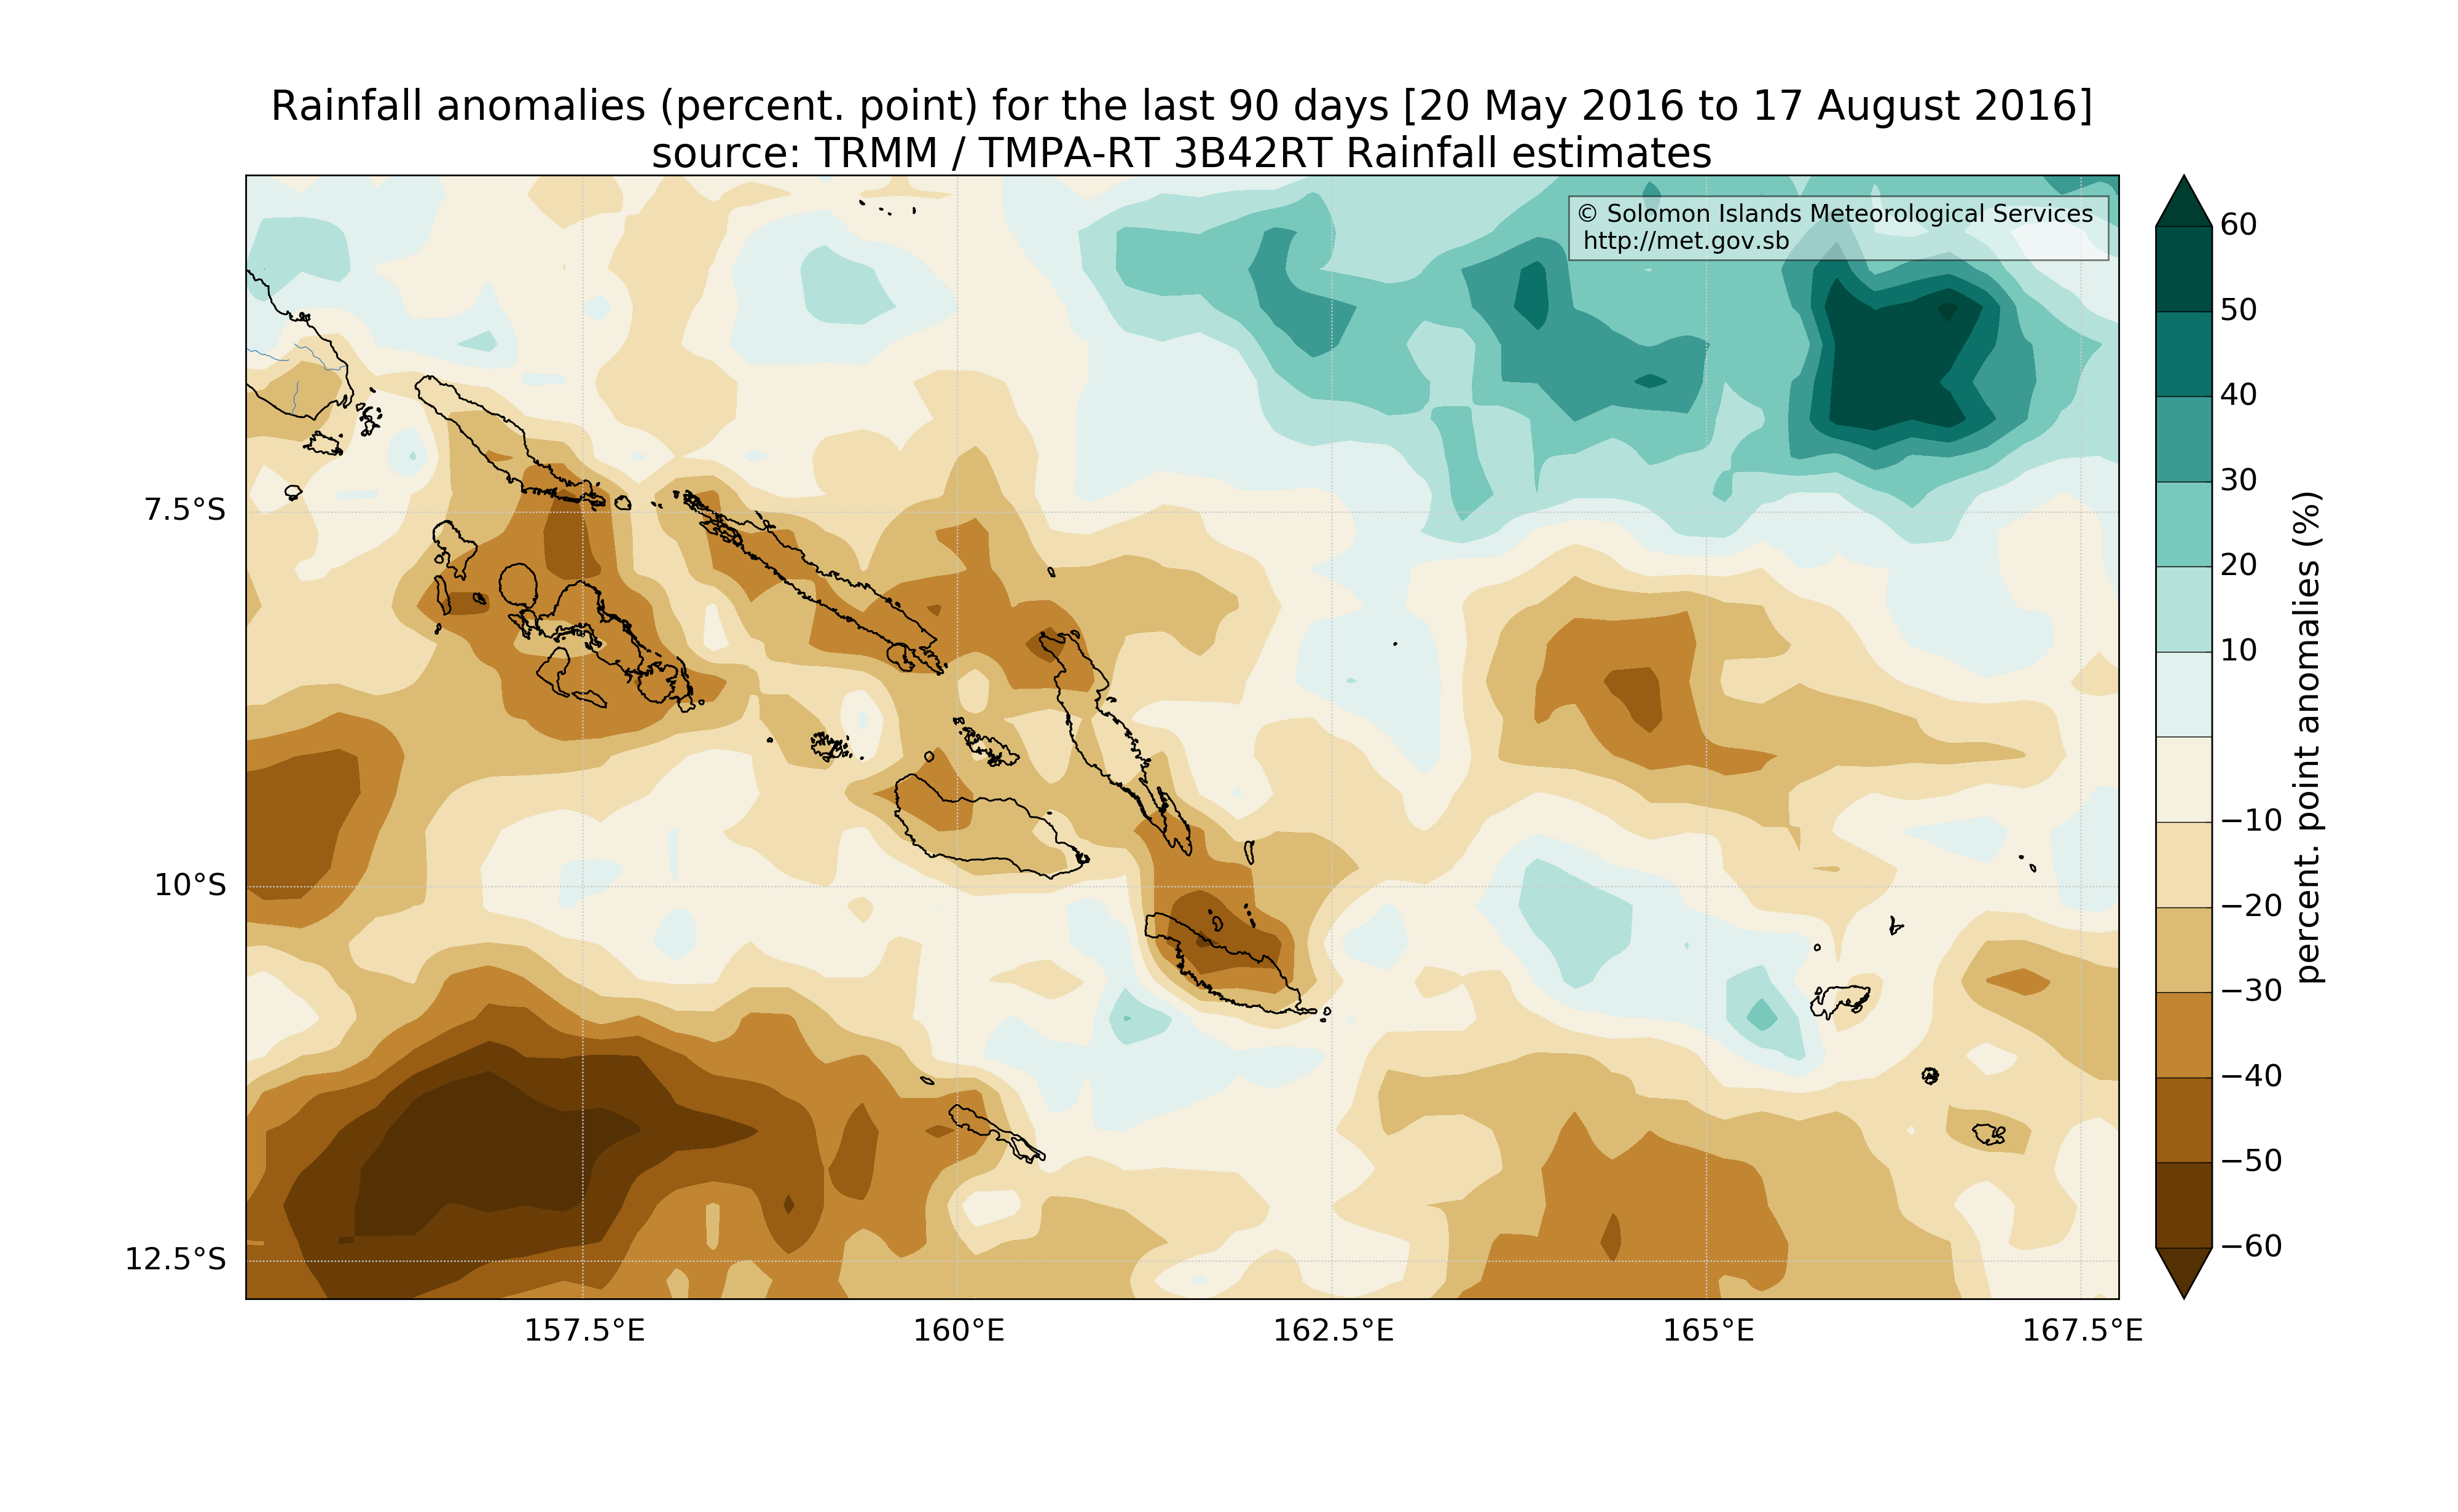 Rainfall anomalies (percent. point) for the last 90 days [20 May 2016 to 17 August 2016]
source: TRMM / TMPA-RT 3B42RT Rainfall estimates
© Solomon Islands Meteorological Services
http://met.gov.sb
7.5°S
10°S
12.5°S
157.5°E
160°E
162.5°E
165°E
167.5°E
60
50
40
30
20
10
−10
−20
−30
−40
−50
−60
percent. point anomalies (%)